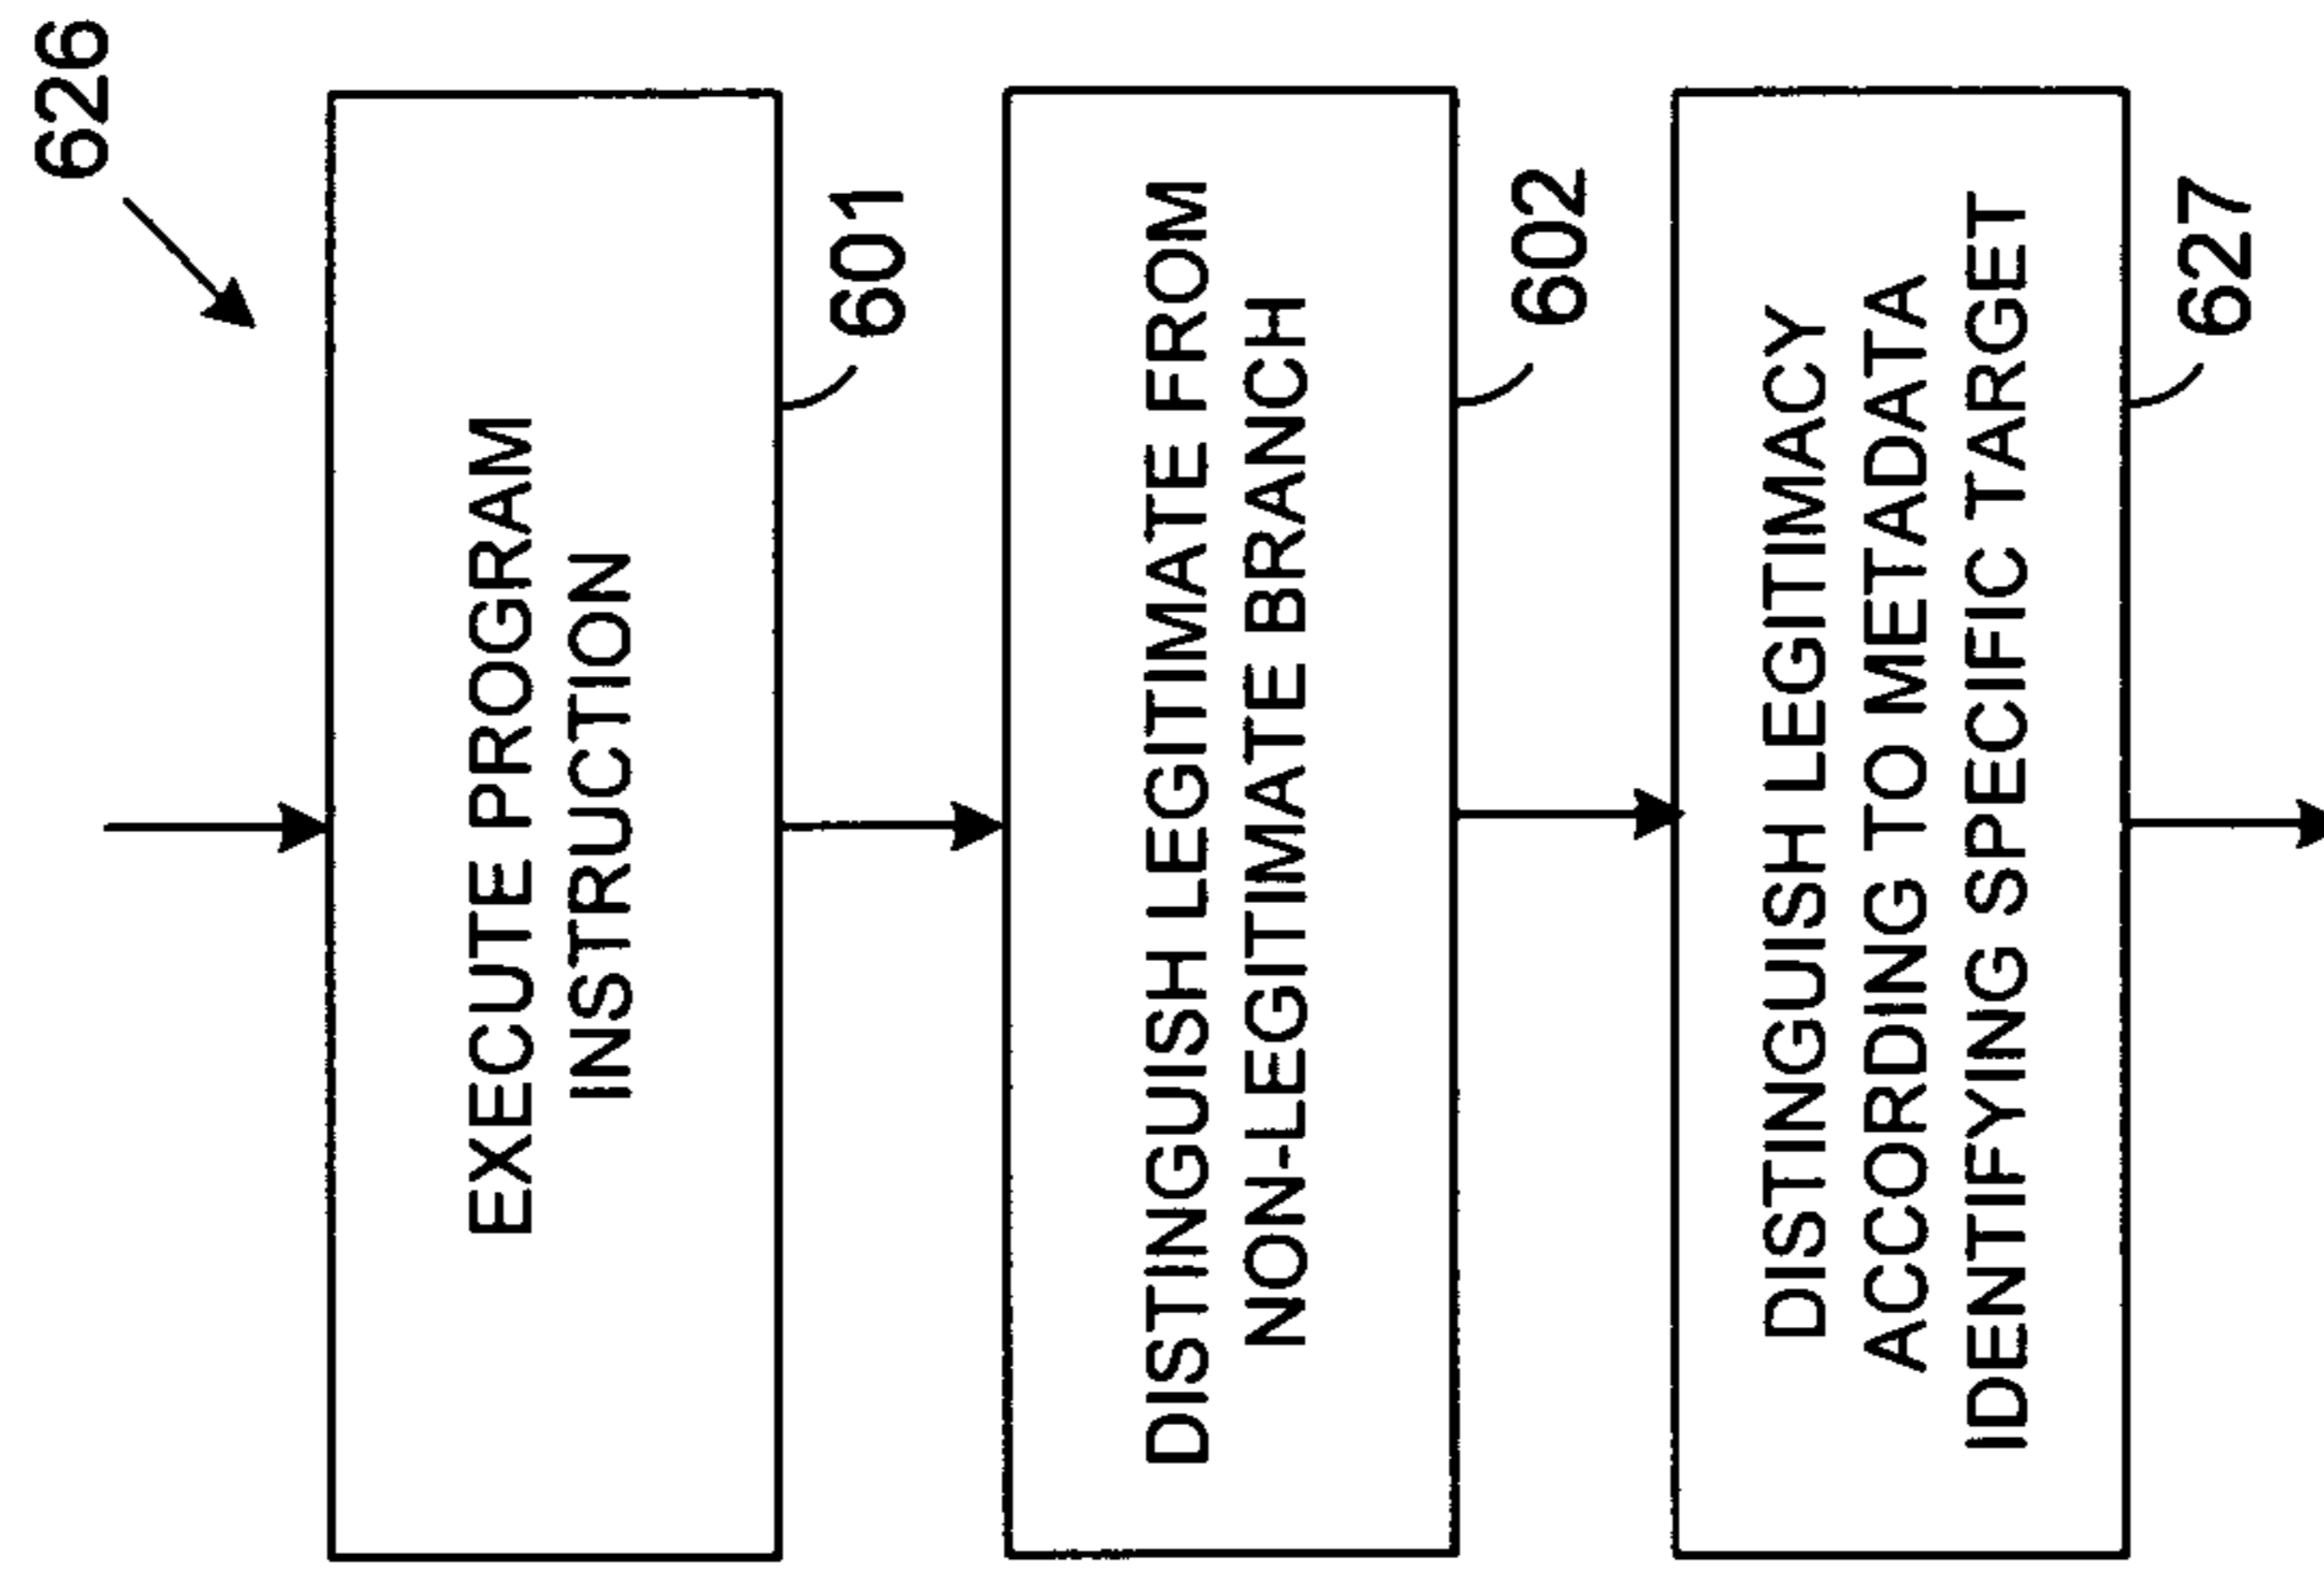 626
EXECUTE PROGRAM
INSTRUCTION
601
DISTINGUISH LEGITIMATE FROM
NON-LEGITIMATE BRANCH
602
DISTINGUISH LEGITIMACY
ACCORDING TO METADATA
IDENTIFYING SPECIFIC TARGET
627